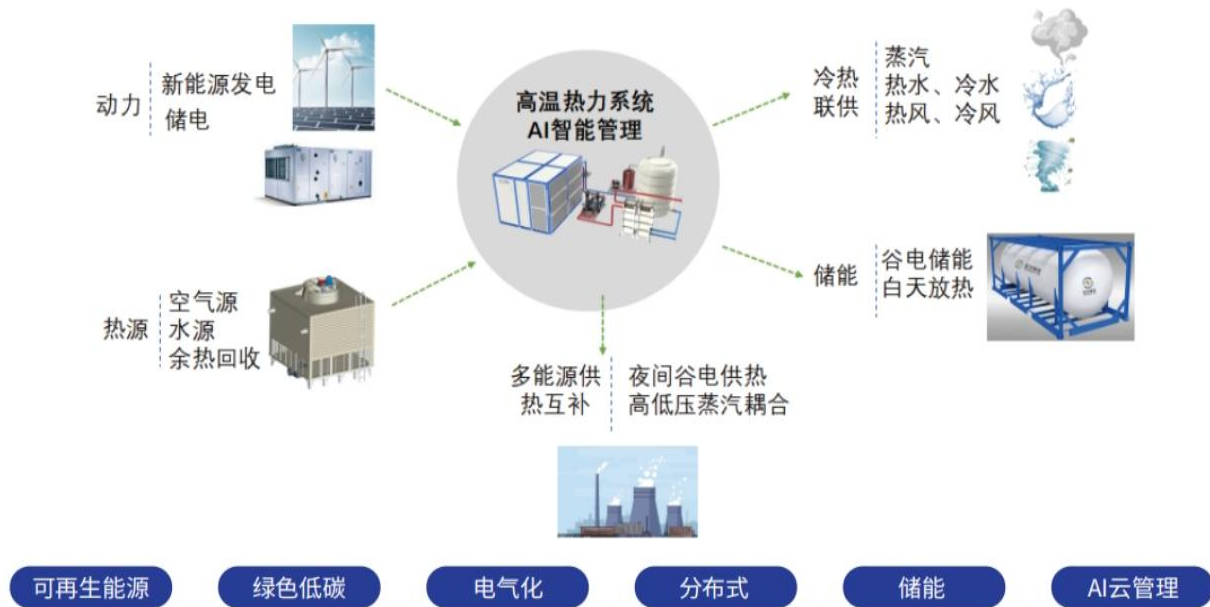 动力
新能源发电
储电
高温热力系统
AI智能管理
冷热
联供
蒸汽
热水、冷水
热风、冷风
热源
空气源
水源
余热回收
储能
谷电储能
白天放热
多能源供
热互补
夜间谷电供热
高低压蒸汽耦合
可再生能源
绿色低碳
电气化
分布式
储能
AI云管理